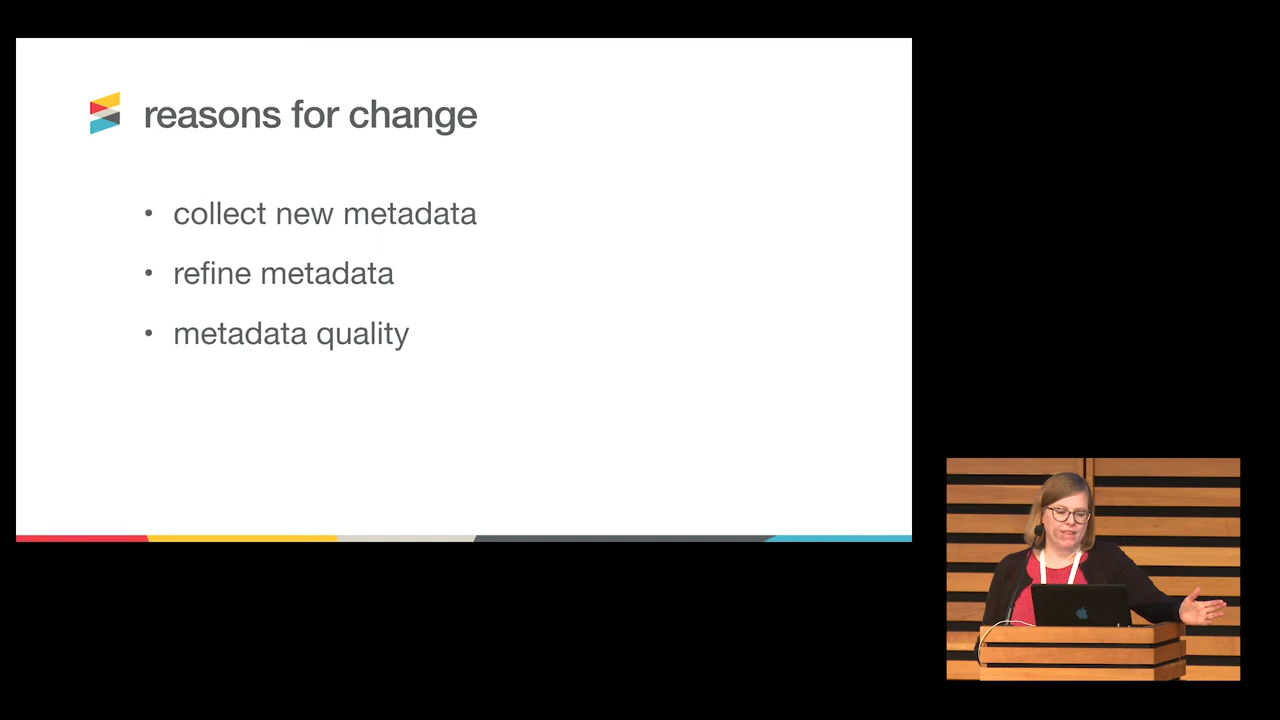 reasons for change
• collect new metadata
• refine metadata
• metadata quality